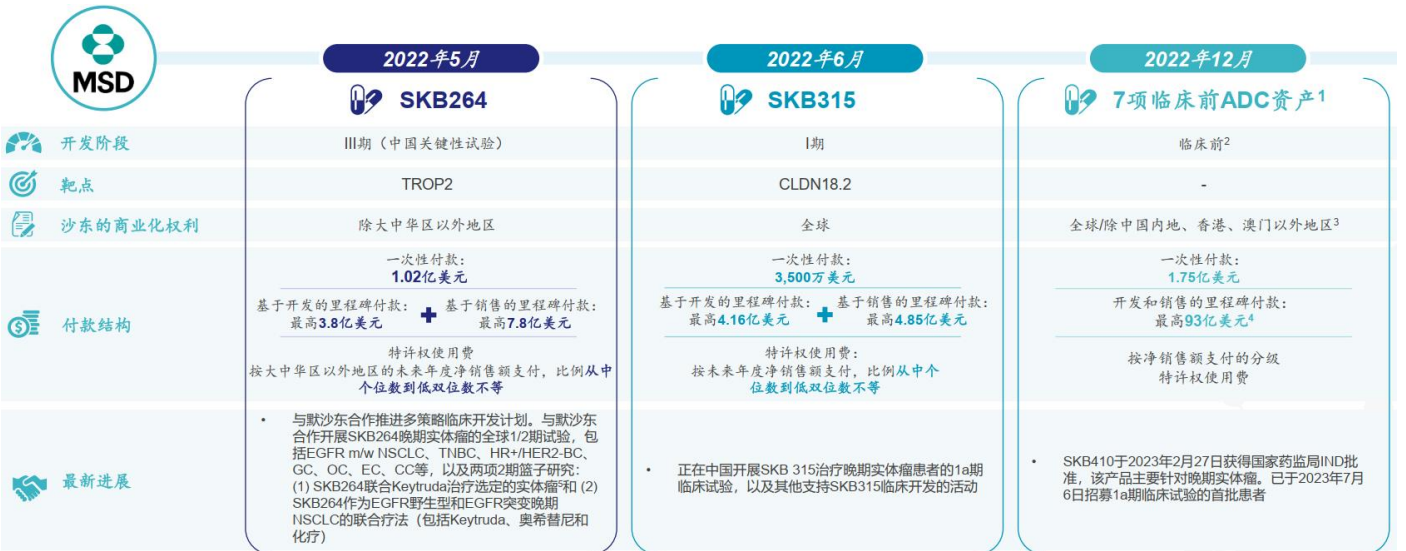 MSD
2022年5月
2022年6月
2022年12月
SKB264
SKB315
7项临床前ADC资产1
开发阶段
III期（中国关键性试验）
I期
临床前2
靶点
TROP2
CLDN18.2
-
沙东的商业化权利
除大中华区以外地区
全球
全球/除中国内地、香港、澳门以外地区3
付款结构
一次性付款：
1.02亿美元
基于开发的里程碑付款：
最高3.8亿美元
+
基于销售的里程碑付款：
最高7.8亿美元
特许权使用费
按大中华区以外地区的未来年度净销售额支付，比例从中
个位数到低双位数不等
一次性付款：
3,500万美元
基于开发的里程碑付款：
最高4.16亿美元
+
基于销售的里程碑付款：
最高4.85亿美元
特许权使用费：
按未来年度净销售额支付，比例从中个
位数到低双位数不等
一次性付款：
1.75亿美元
开发和销售的里程碑付款：
最高93亿美元4
按净销售额支付的分级
特许权使用费
最新进展
• 与默沙东合作推进多策略临床开发计划。与默沙东
合作开展SKB264晚期实体瘤的全球1/2期试验，包
括EGFR m/w NSCLC、TNBC、HR+/HER2-BC、
GC、OC、EC、CC等，以及两项2期篮子研究：
(1) SKB264联合Keytruda治疗选定的实体瘤5和 (2)
SKB264作为EGFR野生型和EGFR突变晚期
NSCLC的联合疗法（包括Keytruda、奥希替尼和
化疗）
• 正在中国开展SKB 315治疗晚期实体瘤患者的1a期
临床试验，以及其他支持SKB315临床开发的活动
• SKB410于2023年2月27日获得国家药监局IND批
准，该产品主要针对晚期实体瘤。已于2023年7月
6日招募1a期临床试验的首批患者